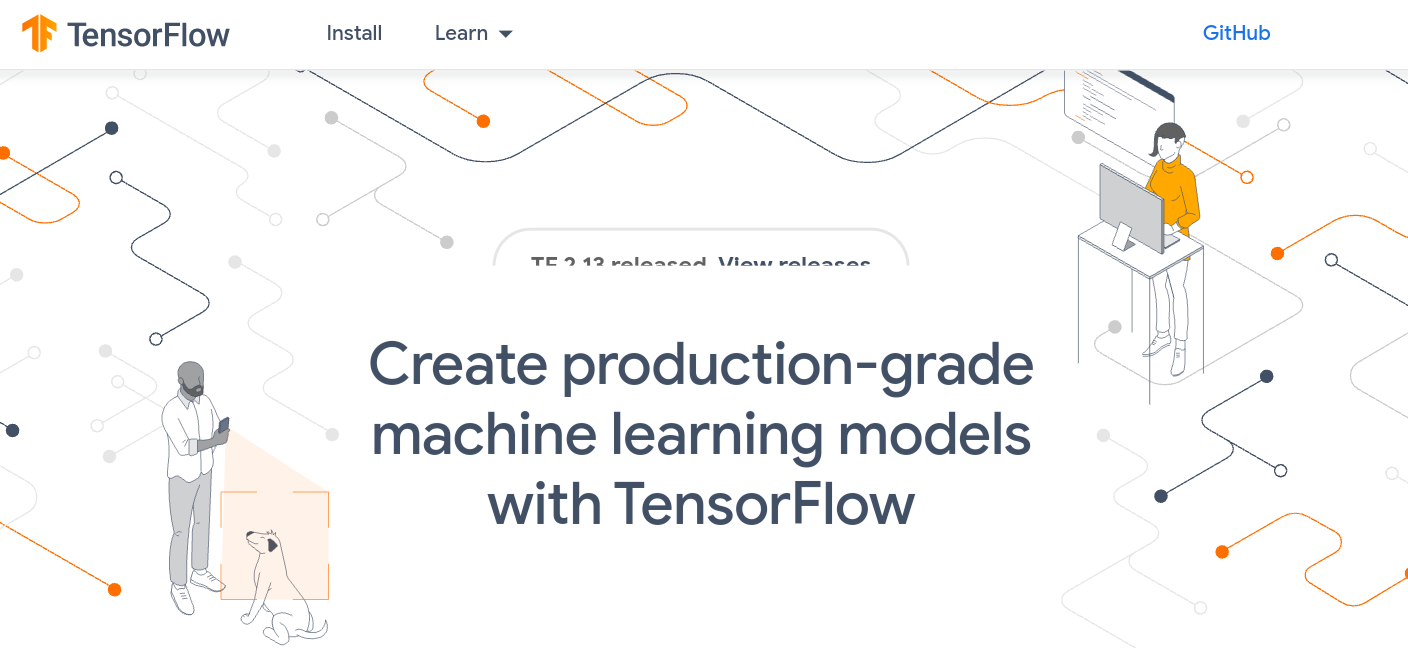 TensorFlow
Install
Learn
GitHub
TF 2.13 released View releases
Create production-grade
machine learning models
with TensorFlow